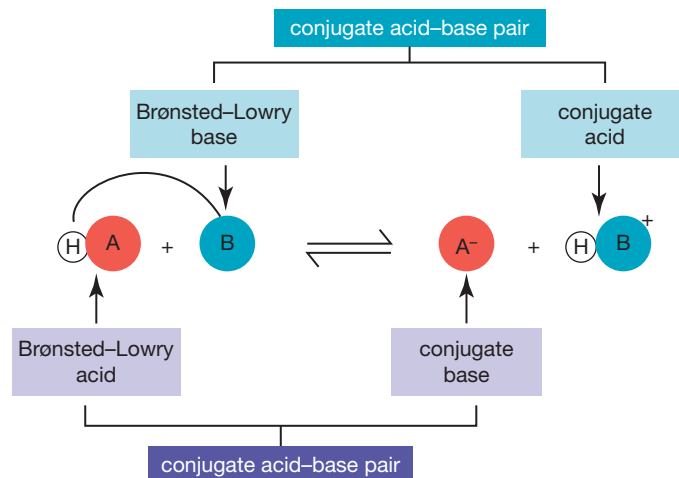 conjugate acid–base pair
Brønsted–Lowry
base
conjugate
acid
H A + B ⇌ A⁻ + H B +
Brønsted–Lowry
acid
conjugate
base
conjugate acid–base pair